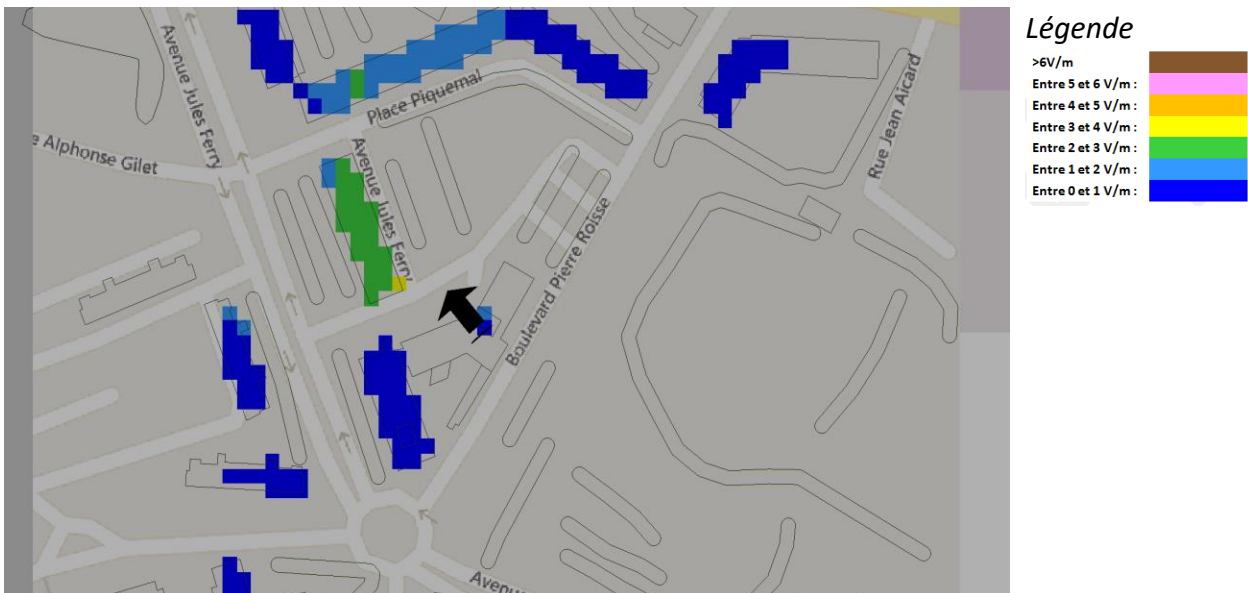 Avenue Jules Ferry
Place Piquemal
e Alphonse Gilet
Avenue Jules Ferry
Boulevard Pierre Roisse
Rue Jean Aicard
Avenue
Légende
>6V/m
Entre 5 et 6 V/m :
Entre 4 et 5 V/m :
Entre 3 et 4 V/m :
Entre 2 et 3 V/m :
Entre 1 et 2 V/m :
Entre 0 et 1 V/m :